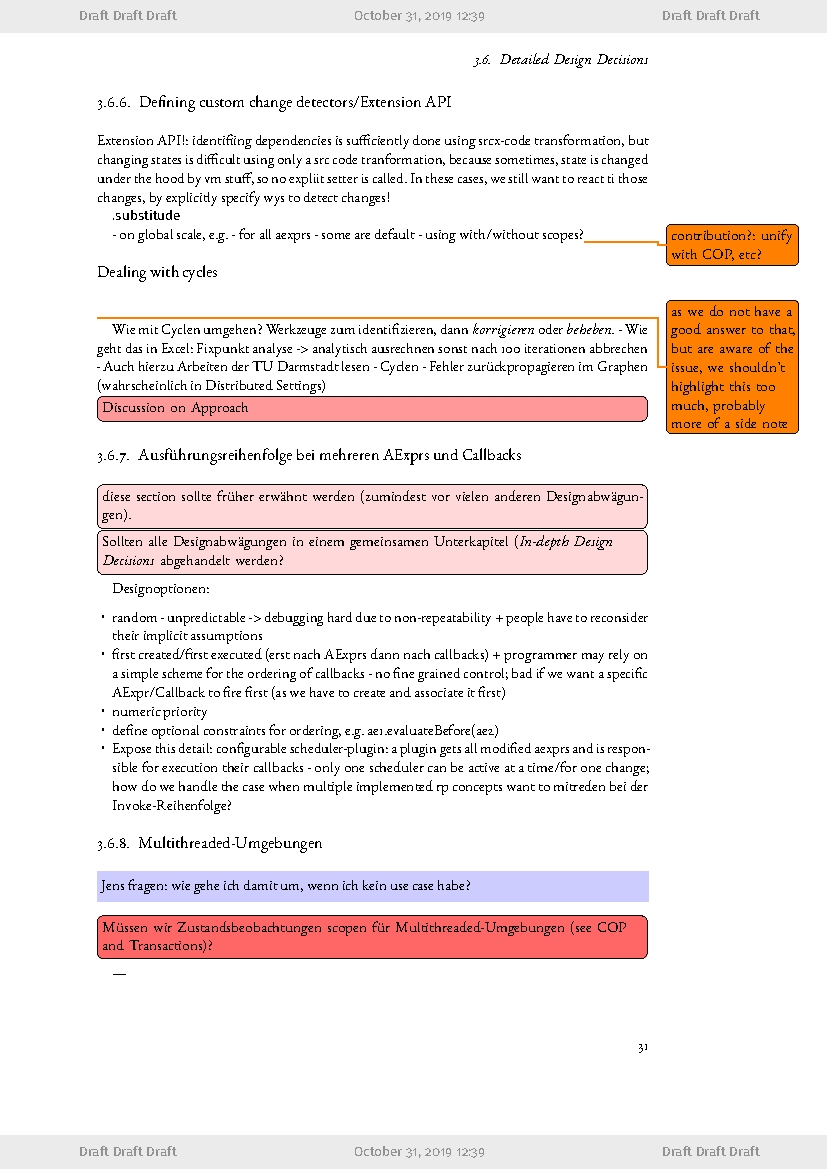 Draft Draft Draft October 31, 2019 12:39 Draft Draft Draft
3.6. Detailed Design Decisions
3.6.6. Defining custom change detectors/Extension API
Extension API!: identifiing dependencies is sufficiently done using srcx-code transformation, but
changing states is difficult using only a src code tranformation, because sometimes, state is changed
under the hood by vm stuff, so no expliit setter is called. In these cases, we still want to react ti those
changes, by explicitly specify wys to detect changes!
.substitude
- on global scale, e.g. - for all aexprs - some are default - using with/without scopes?
contribution?: unify
with COP, etc?
Dealing with cycles
as we do not have a
good answer to that,
but are aware of the
issue, we shouldn't
highlight this too
much, probably
more of a side note
Wie mit Cyclen umgehen? Werkzeuge zum identifizieren, dann korrigieren oder beheben. - Wie
geht das in Excel: Fixpunkt analyse -> analytisch ausrechnen sonst nach 100 iterationen abbrechen
- Auch hierzu Arbeiten der TU Darmstadt lesen - Cyclen - Fehler zurückpropagieren im Graphen
(wahrscheinlich in Distributed Settings)
Discussion on Approach
3.6.7. Ausführungsreihenfolge bei mehreren AExprs und Callbacks
diese section sollte früher erwähnt werden (zumindest vor vielen anderen Designabwägun-
gen).
Sollten alle Designabwägungen in einem gemeinsamen Unterkapitel (In-depth Design
Decisions abgehandelt werden?
Designoptionen:
• random - unpredictable -> debugging hard due to non-repeatability + people have to reconsider
their implicit assumptions
• first created/first executed (erst nach AExprs dann nach callbacks) + programmer may rely on
a simple scheme for the ordering of callbacks - no fine grained control; bad if we want a specific
AExpr/Callback to fire first (as we have to create and associate it first)
• numeric priority
• define optional constraints for ordering, e.g. ae1.evaluateBefore(ae2)
• Expose this detail: configurable scheduler-plugin: a plugin gets all modified aexprs and is respon-
sible for execution their callbacks - only one scheduler can be active at a time/for one change;
how do we handle the case when multiple implemented rp concepts want to mitreden bei der
Invoke-Reihenfolge?
3.6.8. Multithreaded-Umgebungen
Jens fragen: wie gehe ich damit um, wenn ich kein use case habe?
Müssen wir Zustandsbeobachtungen scopen für Multithreaded-Umgebungen (see COP
and Transactions)?
—
31
Draft Draft Draft October 31, 2019 12:39 Draft Draft Draft